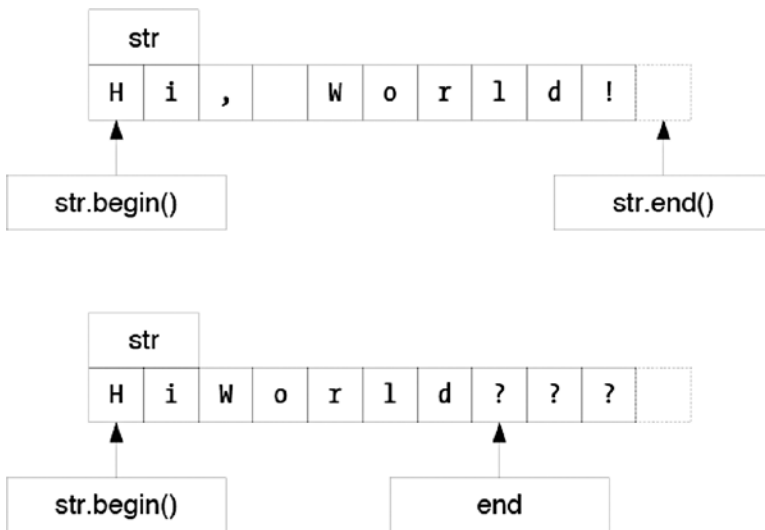 str
H i , W o r l d !
str.begin() str.end()
str
H i W o r l d ? ? ?
str.begin() end